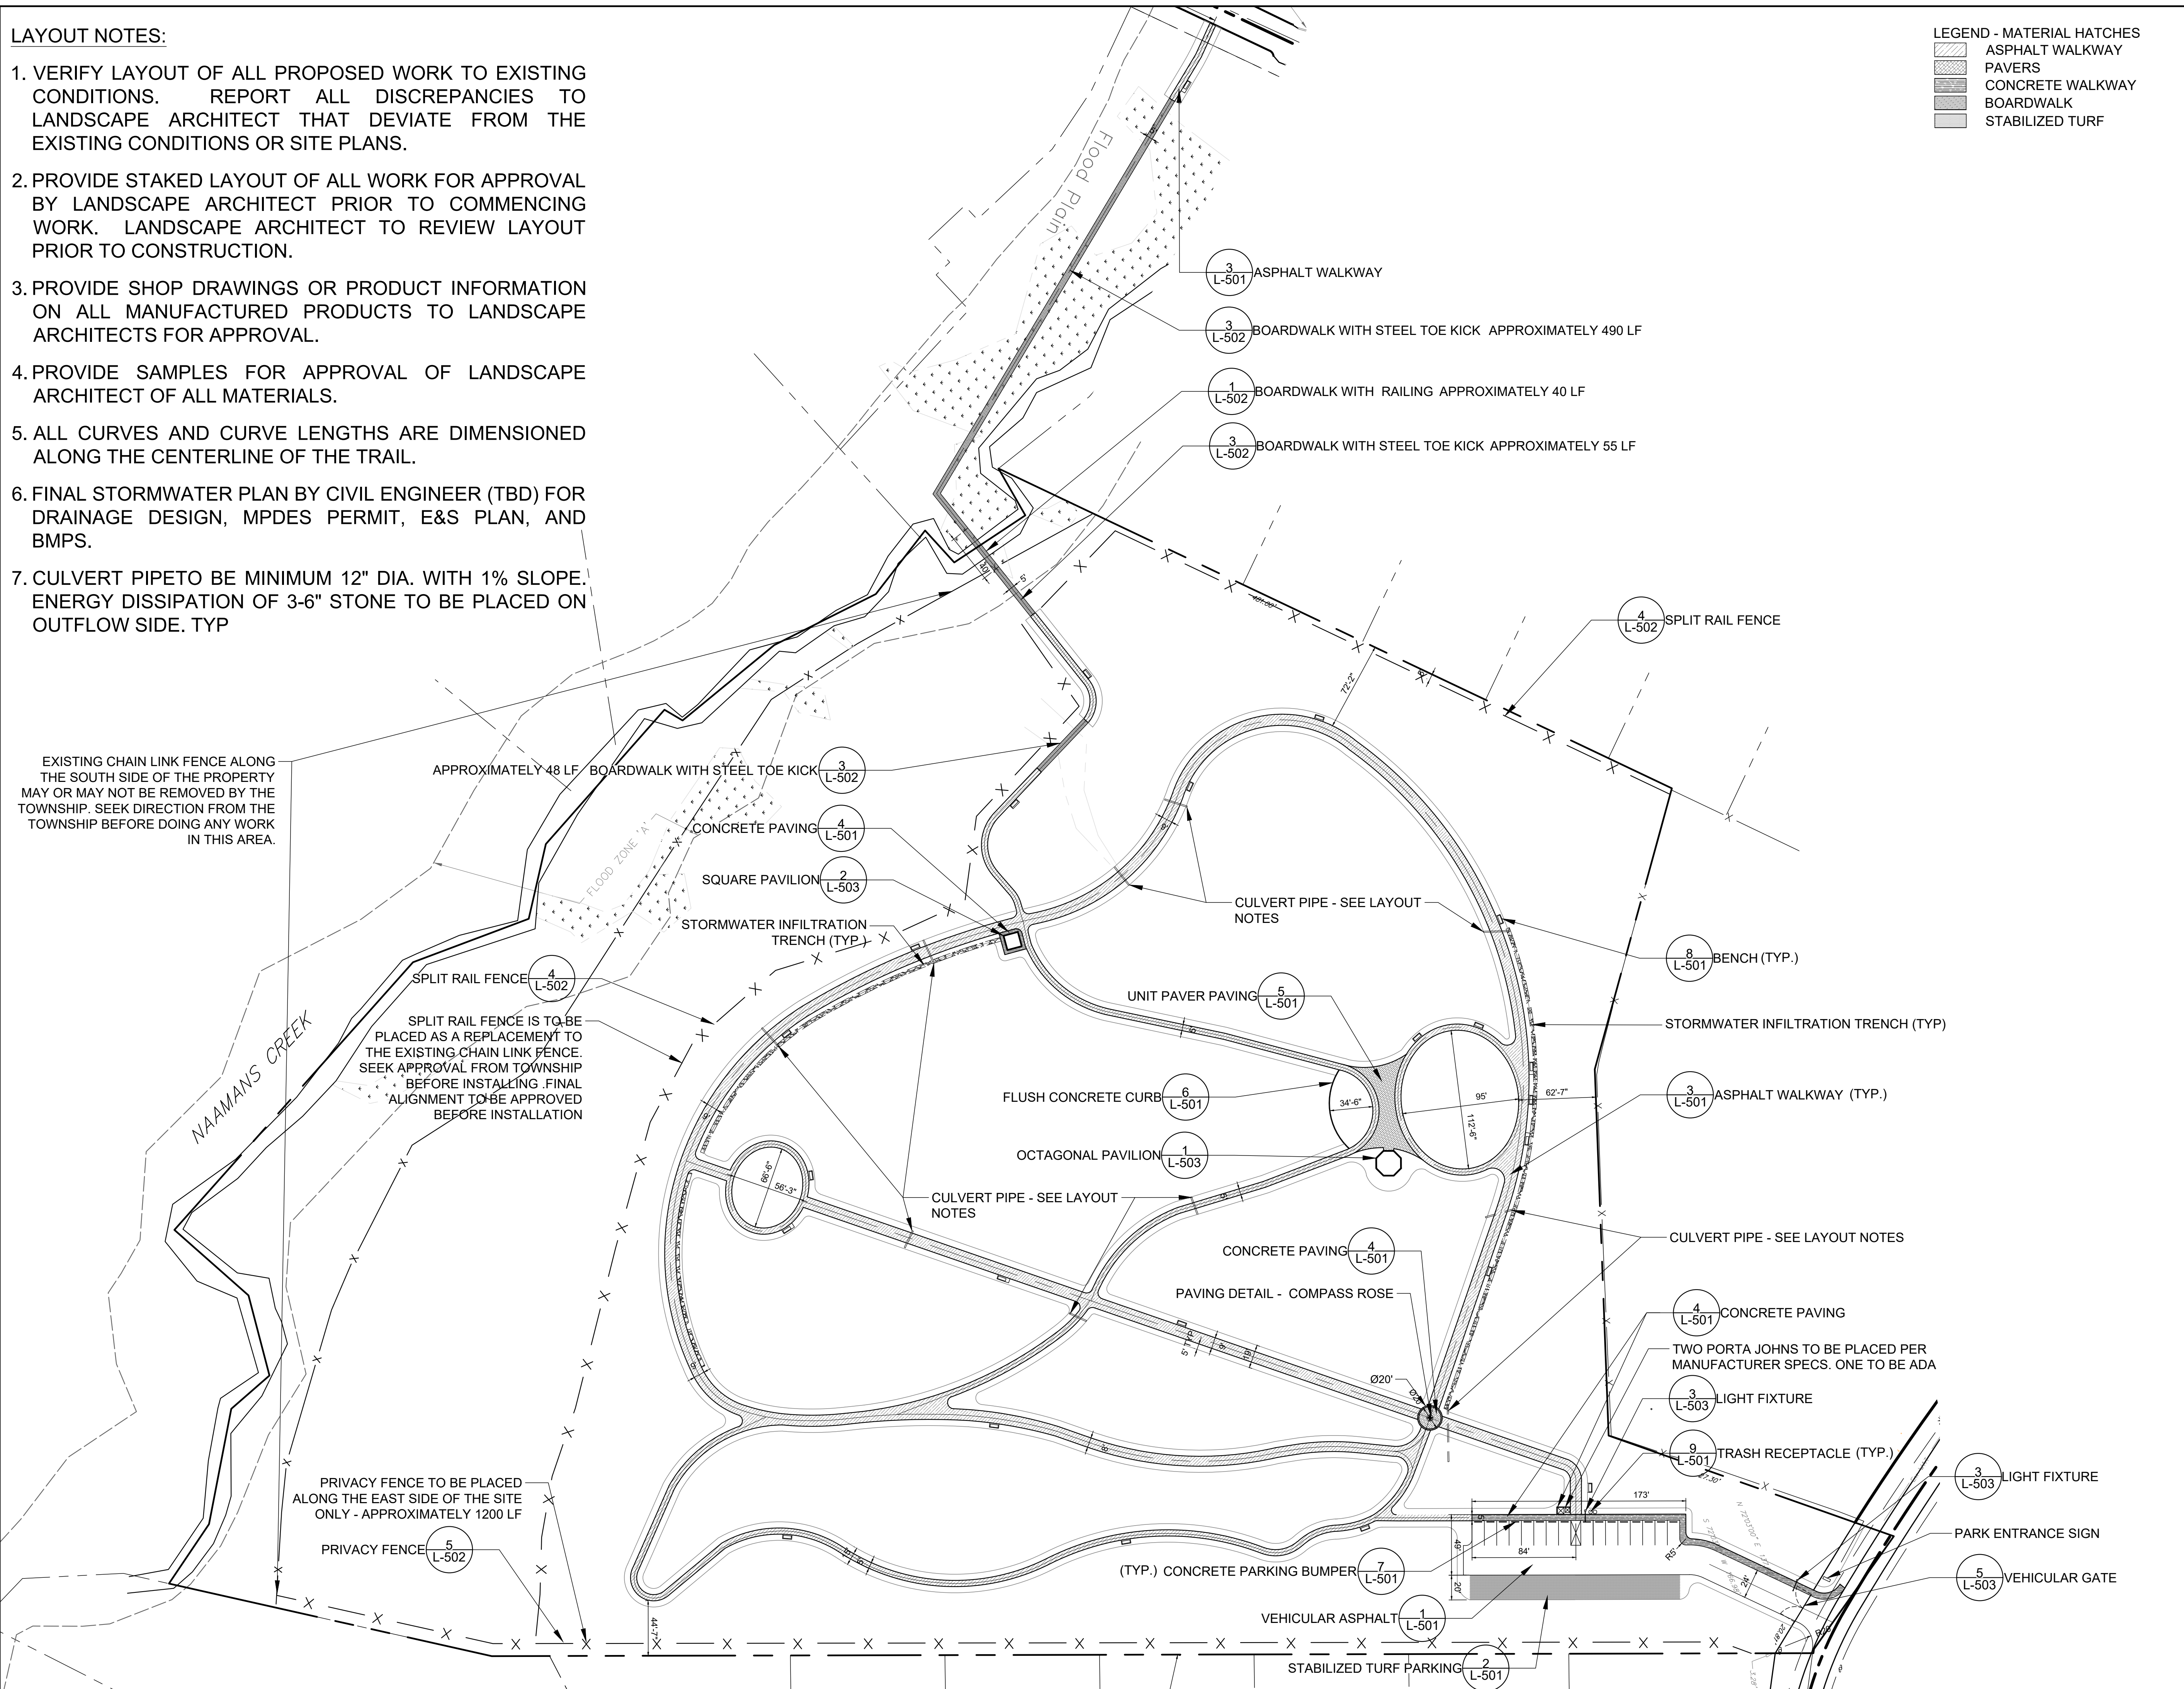 LAYOUT NOTES:
1. VERIFY LAYOUT OF ALL PROPOSED WORK TO EXISTING
CONDITIONS. REPORT ALL DISCREPANCIES TO
LANDSCAPE ARCHITECT THAT DEVIATE FROM THE
EXISTING CONDITIONS OR SITE PLANS.
2. PROVIDE STAKED LAYOUT OF ALL WORK FOR APPROVAL
BY LANDSCAPE ARCHITECT PRIOR TO COMMENCING
WORK. LANDSCAPE ARCHITECT TO REVIEW LAYOUT
PRIOR TO CONSTRUCTION.
3. PROVIDE SHOP DRAWINGS OR PRODUCT INFORMATION
ON ALL MANUFACTURED PRODUCTS TO LANDSCAPE
ARCHITECTS FOR APPROVAL.
4. PROVIDE SAMPLES FOR APPROVAL OF LANDSCAPE
ARCHITECT OF ALL MATERIALS.
5. ALL CURVES AND CURVE LENGTHS ARE DIMENSIONED
ALONG THE CENTERLINE OF THE TRAIL.
6. FINAL STORMWATER PLAN BY CIVIL ENGINEER (TBD) FOR
DRAINAGE DESIGN, MPDES PERMIT, E&S PLAN, AND
BMPS.
7. CULVERT PIPETO BE MINIMUM 12" DIA. WITH 1% SLOPE.
ENERGY DISSIPATION OF 3-6" STONE TO BE PLACED ON
OUTFLOW SIDE. TYP
LEGEND - MATERIAL HATCHES
ASPHALT WALKWAY
PAVERS
CONCRETE WALKWAY
BOARDWALK
STABILIZED TURF
Flood Plain
3
L-501
ASPHALT WALKWAY
3
L-502
BOARDWALK WITH STEEL TOE KICK APPROXIMATELY 490 LF
1
L-502
BOARDWALK WITH RAILING APPROXIMATELY 40 LF
3
L-502
BOARDWALK WITH STEEL TOE KICK APPROXIMATELY 55 LF
40'
5'
481.00'
4
L-502
SPLIT RAIL FENCE
72'-2"
EXISTING CHAIN LINK FENCE ALONG
THE SOUTH SIDE OF THE PROPERTY
MAY OR MAY NOT BE REMOVED BY THE
TOWNSHIP. SEEK DIRECTION FROM THE
TOWNSHIP BEFORE DOING ANY WORK
IN THIS AREA.
APPROXIMATELY 48 LF BOARDWALK WITH STEEL TOE KICK
3
L-502
CONCRETE PAVING
4
L-501
SQUARE PAVILION
2
L-503
FLOOD ZONE 'A'
STORMWATER INFILTRATION
TRENCH (TYP.)
CULVERT PIPE - SEE LAYOUT
NOTES
8
L-501
BENCH (TYP.)
SPLIT RAIL FENCE
4
L-502
UNIT PAVER PAVING
5
L-501
NAAMANS CREEK
SPLIT RAIL FENCE IS TO BE
PLACED AS A REPLACEMENT TO
THE EXISTING CHAIN LINK FENCE.
SEEK APPROVAL FROM TOWNSHIP
BEFORE INSTALLING .FINAL
ALIGNMENT TO BE APPROVED
BEFORE INSTALLATION
STORMWATER INFILTRATION TRENCH (TYP)
FLUSH CONCRETE CURB
6
L-501
34'-6"
95'
112'-6"
62'-7"
3
L-501
ASPHALT WALKWAY (TYP.)
OCTAGONAL PAVILION
1
L-503
66'-6"
56'-3"
CULVERT PIPE - SEE LAYOUT
NOTES
CULVERT PIPE - SEE LAYOUT NOTES
CONCRETE PAVING
4
L-501
PAVING DETAIL - COMPASS ROSE
4
L-501
CONCRETE PAVING
TWO PORTA JOHNS TO BE PLACED PER
MANUFACTURER SPECS. ONE TO BE ADA
5' TYP
Ø20'
3
L-503
LIGHT FIXTURE
9
L-501
TRASH RECEPTACLE (TYP.)
3
L-503
LIGHT FIXTURE
PRIVACY FENCE TO BE PLACED
ALONG THE EAST SIDE OF THE SITE
ONLY - APPROXIMATELY 1200 LF
PRIVACY FENCE
5
L-502
173'
84'
49'
20'
R5'
24'
PARK ENTRANCE SIGN
5
L-503
VEHICULAR GATE
(TYP.) CONCRETE PARKING BUMPER
7
L-501
VEHICULAR ASPHALT
1
L-501
44'-7"
STABILIZED TURF PARKING
2
L-501